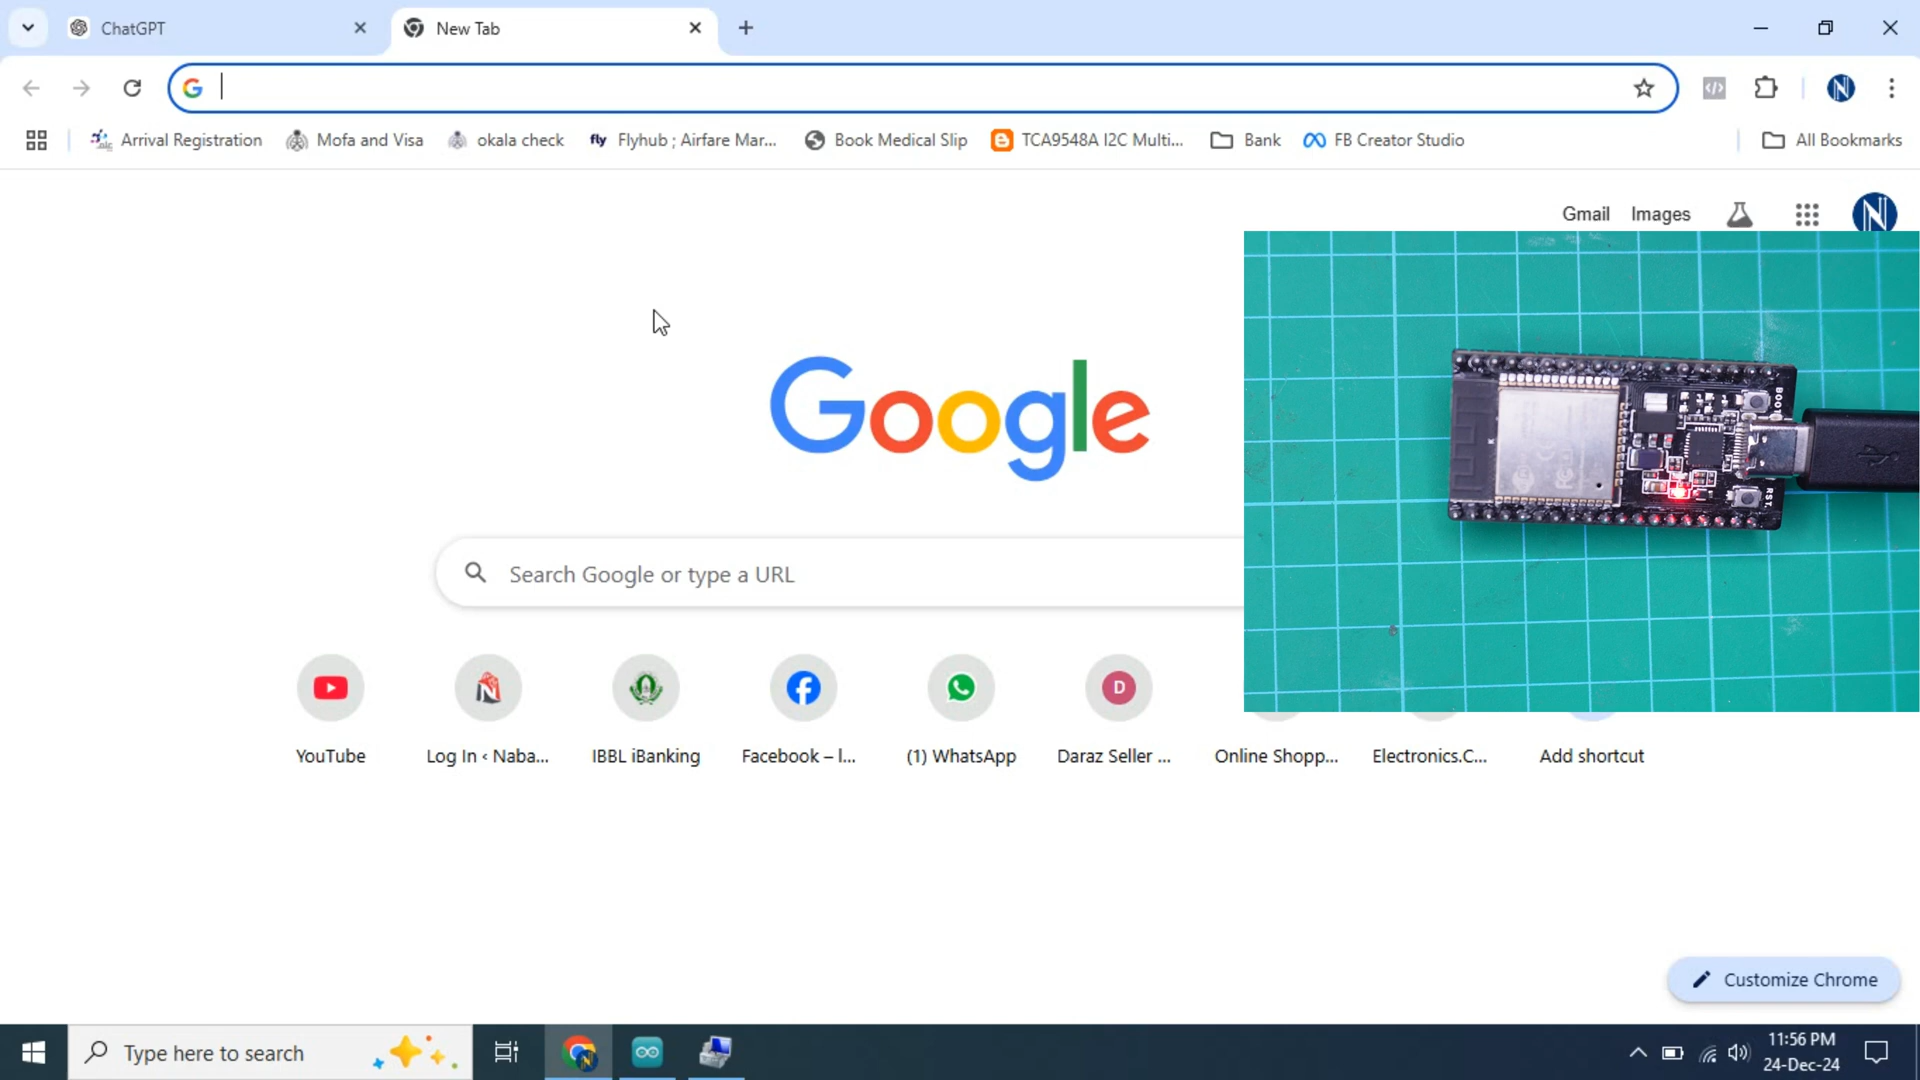 ChatGPT
New Tab
Arrival Registration
Mofa and Visa
okala check
fly Flyhub ; Airfare Mar...
Book Medical Slip
TCA9548A I2C Multi...
Bank
FB Creator Studio
All Bookmarks
Gmail
Images
N
Google
Search Google or type a URL
BOOT
RST
D
YouTube
Log In ‹ Naba...
IBBL iBanking
Facebook – l...
(1) WhatsApp
Daraz Seller ...
Online Shopp...
Electronics.C...
Add shortcut
Customize Chrome
Type here to search
11:56 PM
24-Dec-24